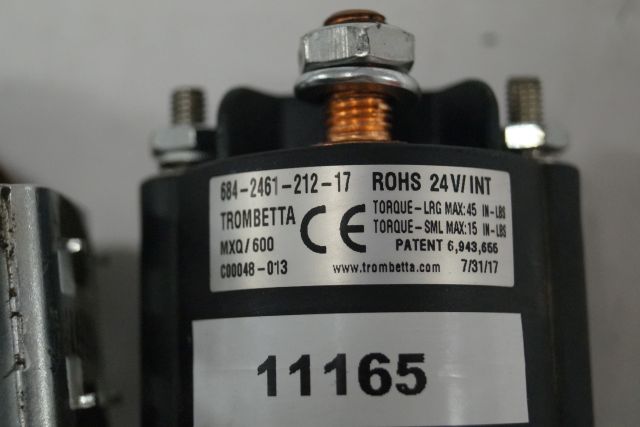 684-2461-212-17 ROHS 24V/INT
TROMBETTA CE TORQUE-LRG MAX:45 IN-LBS
TORQUE-SML MAX:15 IN-LBS
MXQ/600 PATENT 6,943,655
C00048-013 www.trombetta.com 7/31/17
11165